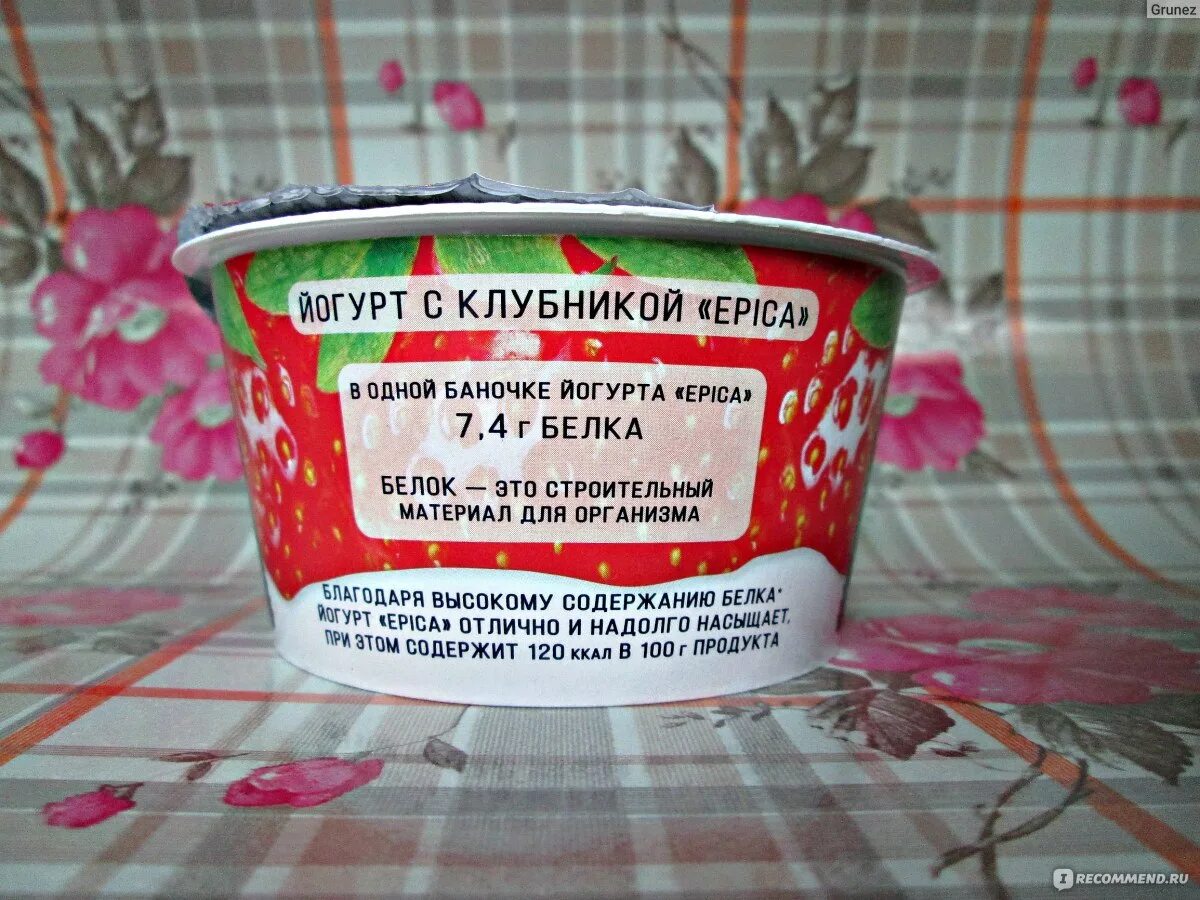 Grunez
ЙОГУРТ С КЛУБНИКОЙ «EPICA»
В ОДНОЙ БАНОЧКЕ ЙОГУРТА «EPICA»
7,4 г БЕЛКА
БЕЛОК — ЭТО СТРОИТЕЛЬНЫЙ
МАТЕРИАЛ ДЛЯ ОРГАНИЗМА
БЛАГОДАРЯ ВЫСОКОМУ СОДЕРЖАНИЮ БЕЛКА*
ЙОГУРТ «EPICA» ОТЛИЧНО И НАДОЛГО НАСЫЩАЕТ,
ПРИ ЭТОМ СОДЕРЖИТ 120 ККАЛ В 100 г ПРОДУКТА
I RECOMMEND.RU